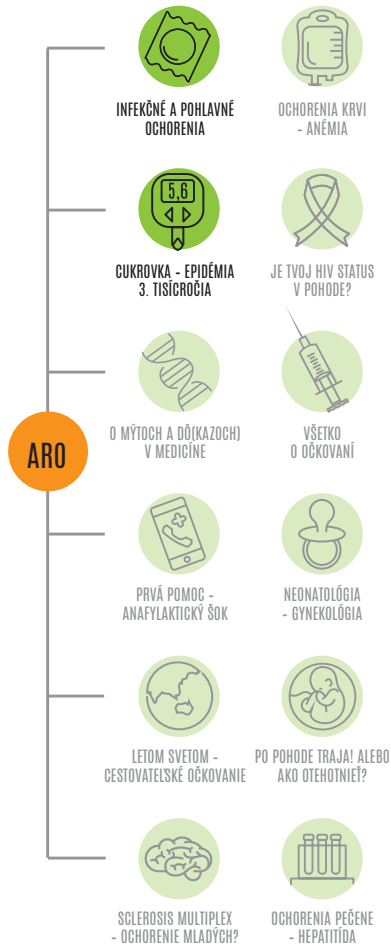 INFEKČNÉ A POHLAVNÉ
OCHORENIA
OCHORENIA KRVI
- ANÉMIA
5,6
CUKROVKA - EPIDÉMIA
3. TISÍCROČIA
JE TVOJ HIV STATUS
V POHODE?
O MÝTOCH A DÔ(KAZOCH)
V MEDICÍNE
VŠETKO
O OČKOVANÍ
ARO
PRVÁ POMOC -
ANAFYLAKTICKÝ ŠOK
NEONATOLÓGIA
- GYNEKOLÓGIA
LETOM SVETOM -
CESTOVATEĽSKÉ OČKOVANIE
PO POHODE TRAJA! ALEBO
AKO OTEHOTNIEŤ?
SCLEROSIS MULTIPLEX
- OCHORENIE MLADÝCH?
OCHORENIA PEČENE
- HEPATITÍDA